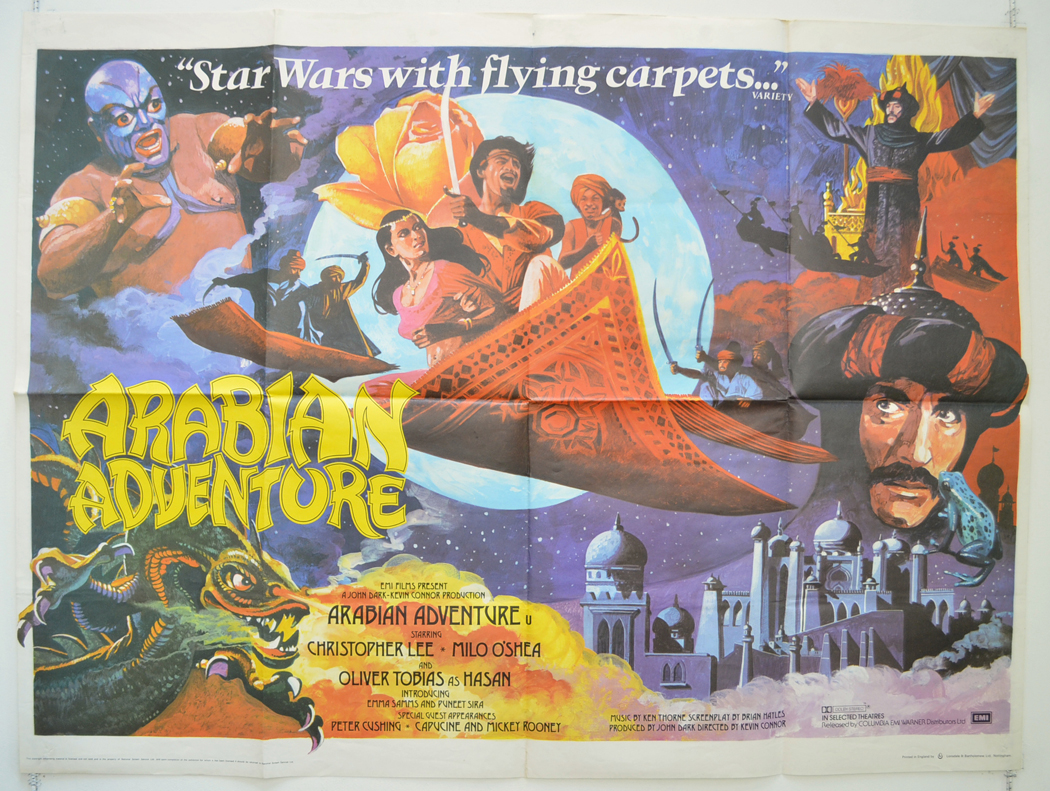 “Star Wars with flying carpets...”
VARIETY
ARABIAN
ADVENTURE
EMI FILMS PRESENT
A JOHN DARK-KEVIN CONNOR PRODUCTION
ARABIAN ADVENTURE U
STARRING
CHRISTOPHER LEE • MILO O'SHEA
AND
OLIVER TOBIAS AS HASAN
INTRODUCING
EMMA SAMMS AND PUNEET SIRA
SPECIAL GUEST APPEARANCES
PETER CUSHING • CAPUCINE AND MICKEY ROONEY
MUSIC BY KEN THORNE SCREENPLAY BY BRIAN HAYLES
PRODUCED BY JOHN DARK DIRECTED BY KEVIN CONNOR
IN SELECTED THEATRES
Released by COLUMBIA-EMI-WARNER Distributors Ltd
EMI